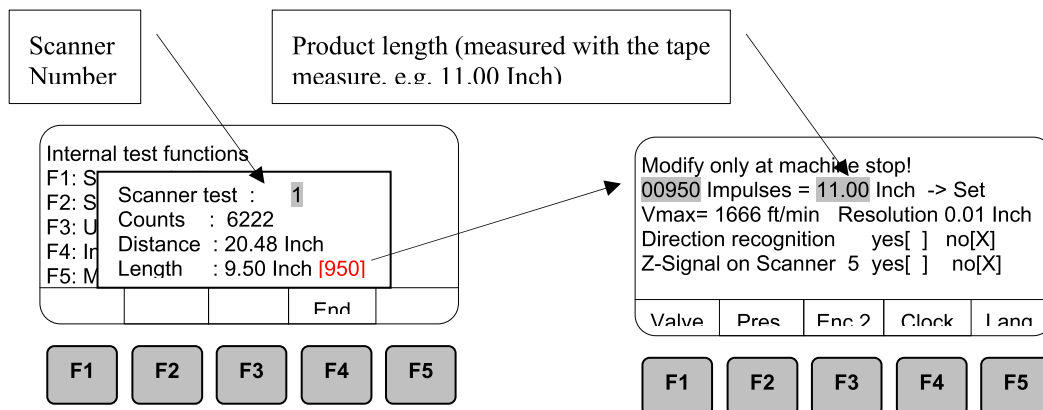 Scanner
Number
Product length (measured with the tape
measure, e.g. 11.00 Inch)
Internal test functions
F1: S
F2: S
F3: U
F4: In
F5: M
Scanner test : 1
Counts : 6222
Distance : 20.48 Inch
Length : 9.50 Inch [950]
End
F1 F2 F3 F4 F5
Modify only at machine stop!
00950 Impulses = 11.00 Inch -> Set
Vmax= 1666 ft/min Resolution 0.01 Inch
Direction recognition yes[ ] no[X]
Z-Signal on Scanner 5 yes[ ] no[X]
Valve Pres. Enc.2 Clock Lang
F1 F2 F3 F4 F5